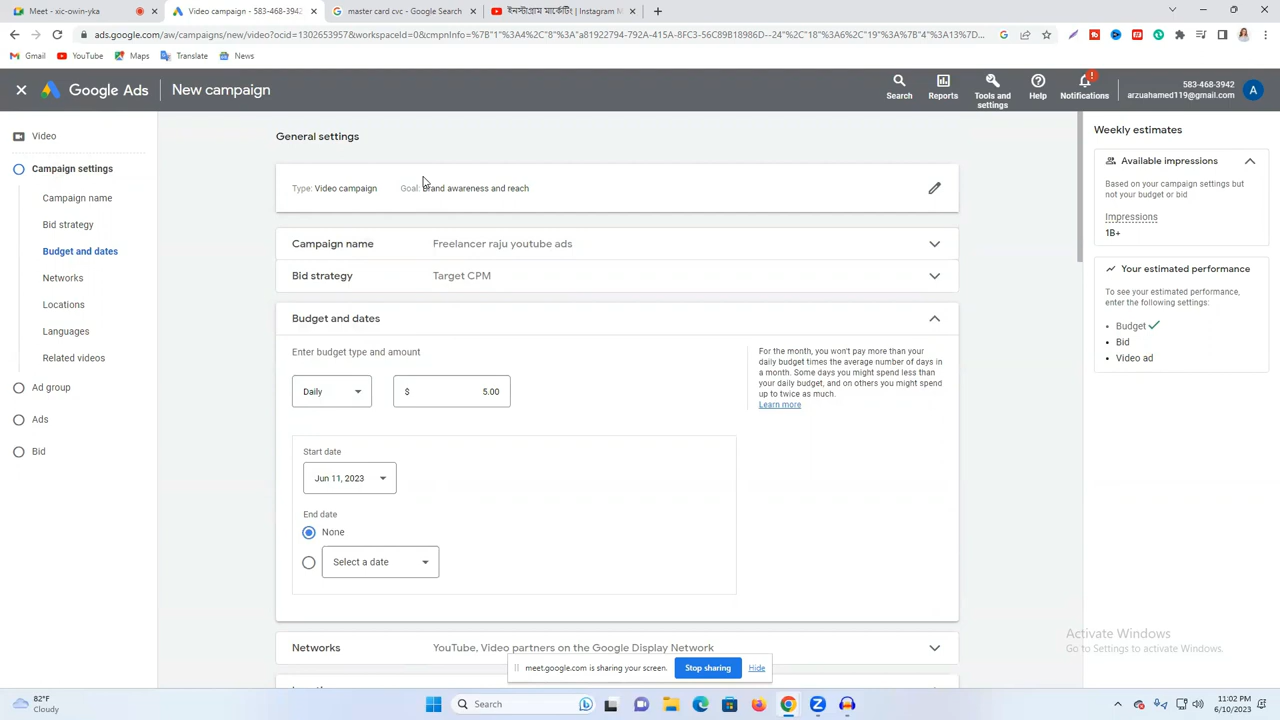 Meet - xic-owin-yka
Video campaign - 583-468-3942
master card cvc - Google Search
ইনস্টাগ্রাম মার্কেটিং | Instagram M
ads.google.com/aw/campaigns/new/video?ocid=1302653957&workspaceId=0&cmpnInfo=%7B"1%3A4%2C"8%3A"a81922794-792A-415A-8FC3-56C89B18986D--24%2C"18%3A6%2C"19%3A%7B"4%3A13%2C"7D...
Gmail
YouTube
Maps
Translate
News
Google Ads
New campaign
Search
Reports
Tools and settings
Help
Notifications
583-468-3942
arzuahamed119@gmail.com
A
Video
Campaign settings
Campaign name
Bid strategy
Budget and dates
Networks
Locations
Languages
Related videos
Ad group
Ads
Bid
General settings
Type: Video campaign
Goal: Brand awareness and reach
Campaign name
Freelancer raju youtube ads
Bid strategy
Target CPM
Budget and dates
Enter budget type and amount
Daily
$ 5.00
For the month, you won't pay more than your
daily budget times the average number of days in
a month. Some days you might spend less than
your daily budget, and on others you might spend
up to twice as much.
Learn more
Start date
Jun 11, 2023
End date
None
Select a date
Networks
YouTube, Video partners on the Google Display Network
meet.google.com is sharing your screen.
Stop sharing
Hide
Weekly estimates
Available impressions
Based on your campaign settings but
not your budget or bid
Impressions
1B+
Your estimated performance
To see your estimated performance,
enter the following settings:
Budget
Bid
Video ad
Activate Windows
Go to Settings to activate Windows.
82°F
Cloudy
Search
11:02 PM
6/10/2023